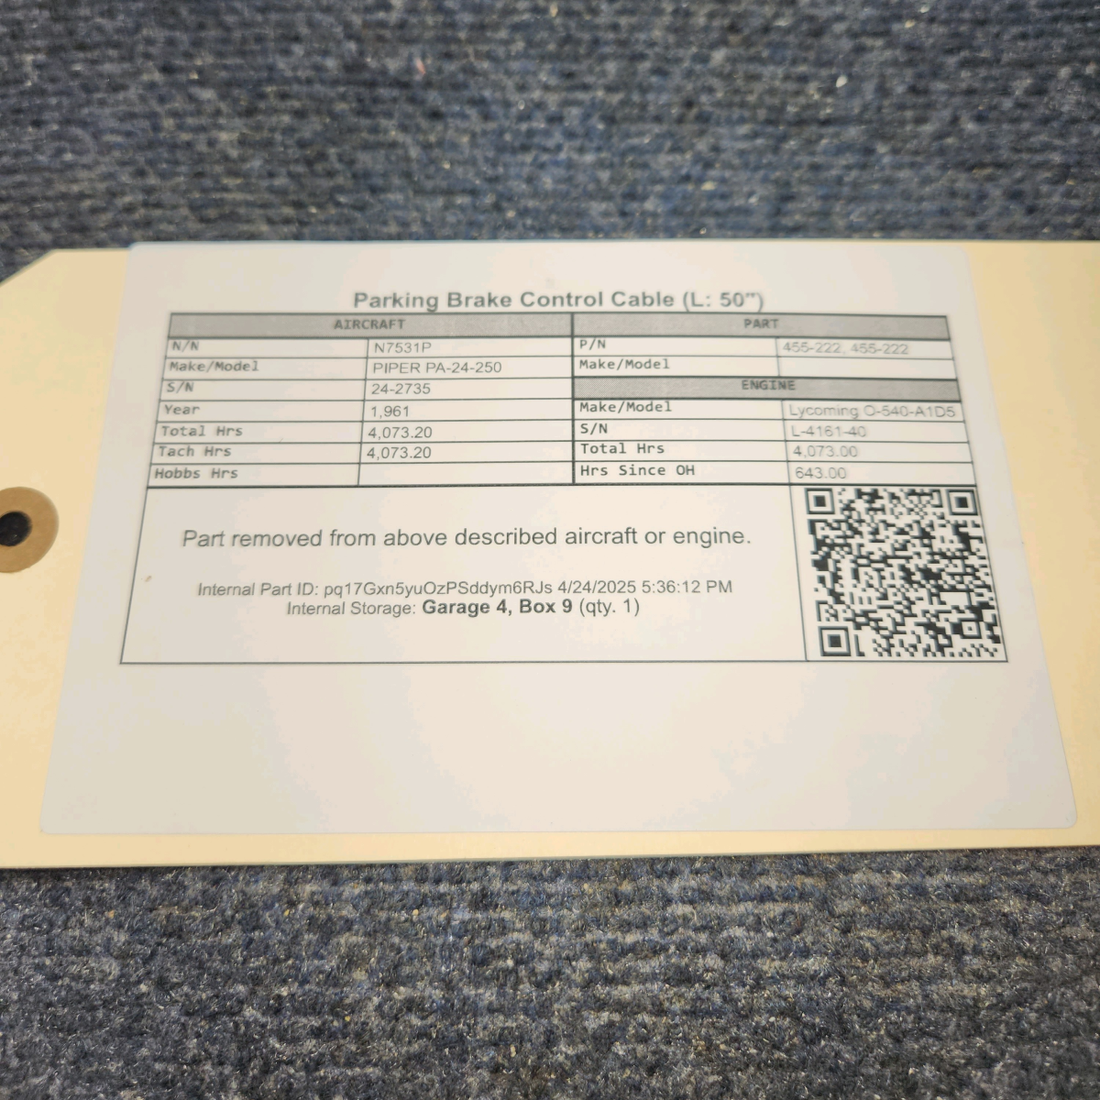 Parking Brake Control Cable (L: 50")
AIRCRAFT PART
N/N N7531P P/N 455-222, 455-222
Make/Model PIPER PA-24-250 Make/Model
S/N 24-2735 ENGINE
Year 1,961 Make/Model Lycoming O-540-A1D5
Total Hrs 4,073.20 S/N L-4161-40
Tach Hrs 4,073.20 Total Hrs 4,073.00
Hobbs Hrs Hrs Since OH 643.00
Part removed from above described aircraft or engine.
Internal Part ID: pq17Gxn5yuOzPSddym6RJs 4/24/2025 5:36:12 PM
Internal Storage: Garage 4, Box 9 (qty. 1)